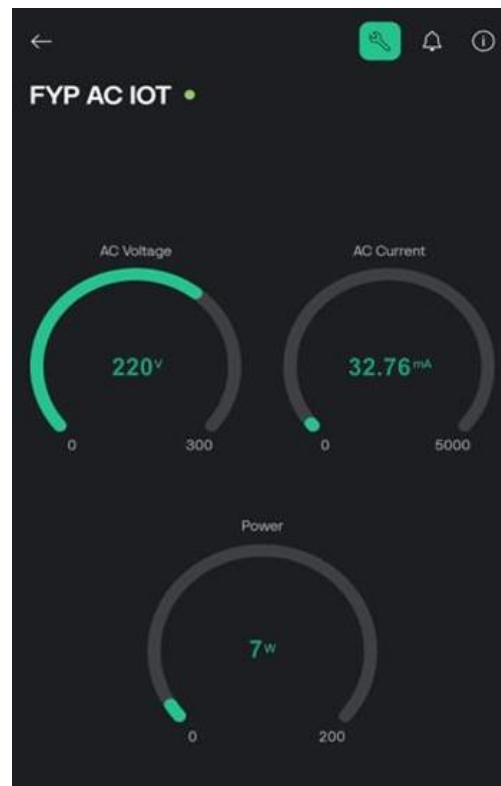 FYP AC IOT
AC Voltage
220V
0 300
AC Current
32.76mA
0 5000
Power
7W
0 200